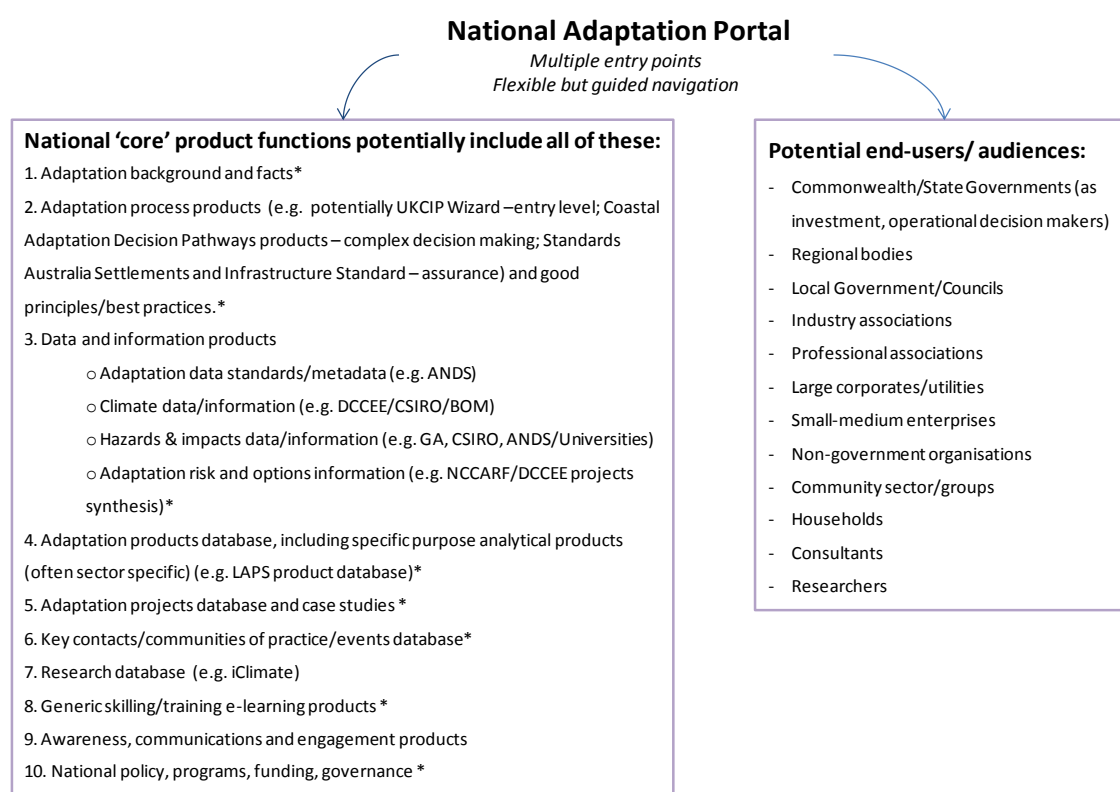 National Adaptation Portal
Multiple entry points
Flexible but guided navigation
National ‘core’ product functions potentially include all of these:
1. Adaptation background and facts*
2. Adaptation process products (e.g. potentially UKCIP Wizard –entry level; Coastal
Adaptation Decision Pathways products – complex decision making; Standards
Australia Settlements and Infrastructure Standard – assurance) and good
principles/best practices.*
3. Data and information products
o Adaptation data standards/metadata (e.g. ANDS)
o Climate data/information (e.g. DCCEE/CSIRO/BOM)
o Hazards & impacts data/information (e.g. GA, CSIRO, ANDS/Universities)
o Adaptation risk and options information (e.g. NCCARF/DCCEE projects
synthesis)*
4. Adaptation products database, including specific purpose analytical products
(often sector specific) (e.g. LAPS product database)*
5. Adaptation projects database and case studies *
6. Key contacts/communities of practice/events database*
7. Research database (e.g. iClimate)
8. Generic skilling/training e-learning products *
9. Awareness, communications and engagement products
10. National policy, programs, funding, governance *
Potential end-users/ audiences:
- Commonwealth/State Governments (as
investment, operational decision makers)
- Regional bodies
- Local Government/Councils
- Industry associations
- Professional associations
- Large corporates/utilities
- Small-medium enterprises
- Non-government organisations
- Community sector/groups
- Households
- Consultants
- Researchers